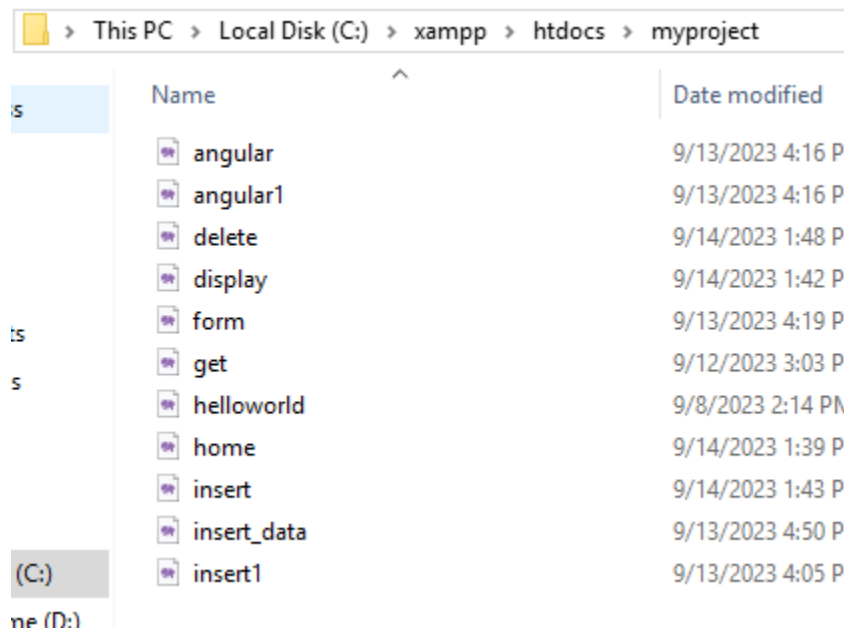 This PC > Local Disk (C:) > xampp > htdocs > myproject
Name Date modified
ss
angular 9/13/2023 4:16 P
angular1 9/13/2023 4:16 P
delete 9/14/2023 1:48 P
display 9/14/2023 1:42 P
ts form 9/13/2023 4:19 P
s get 9/12/2023 3:03 P
helloworld 9/8/2023 2:14 PN
home 9/14/2023 1:39 P
insert 9/14/2023 1:43 P
insert_data 9/13/2023 4:50 P
(C:) insert1 9/13/2023 4:05 P
me (D:)